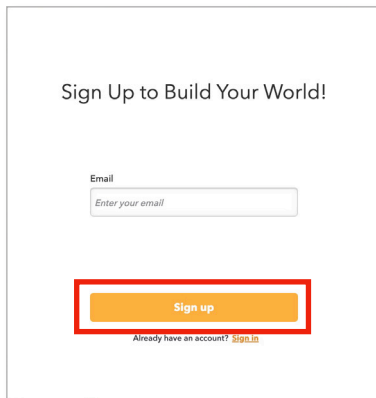 Sign Up to Build Your World!
Email
Enter your email
Sign up
Already have an account? Sign in